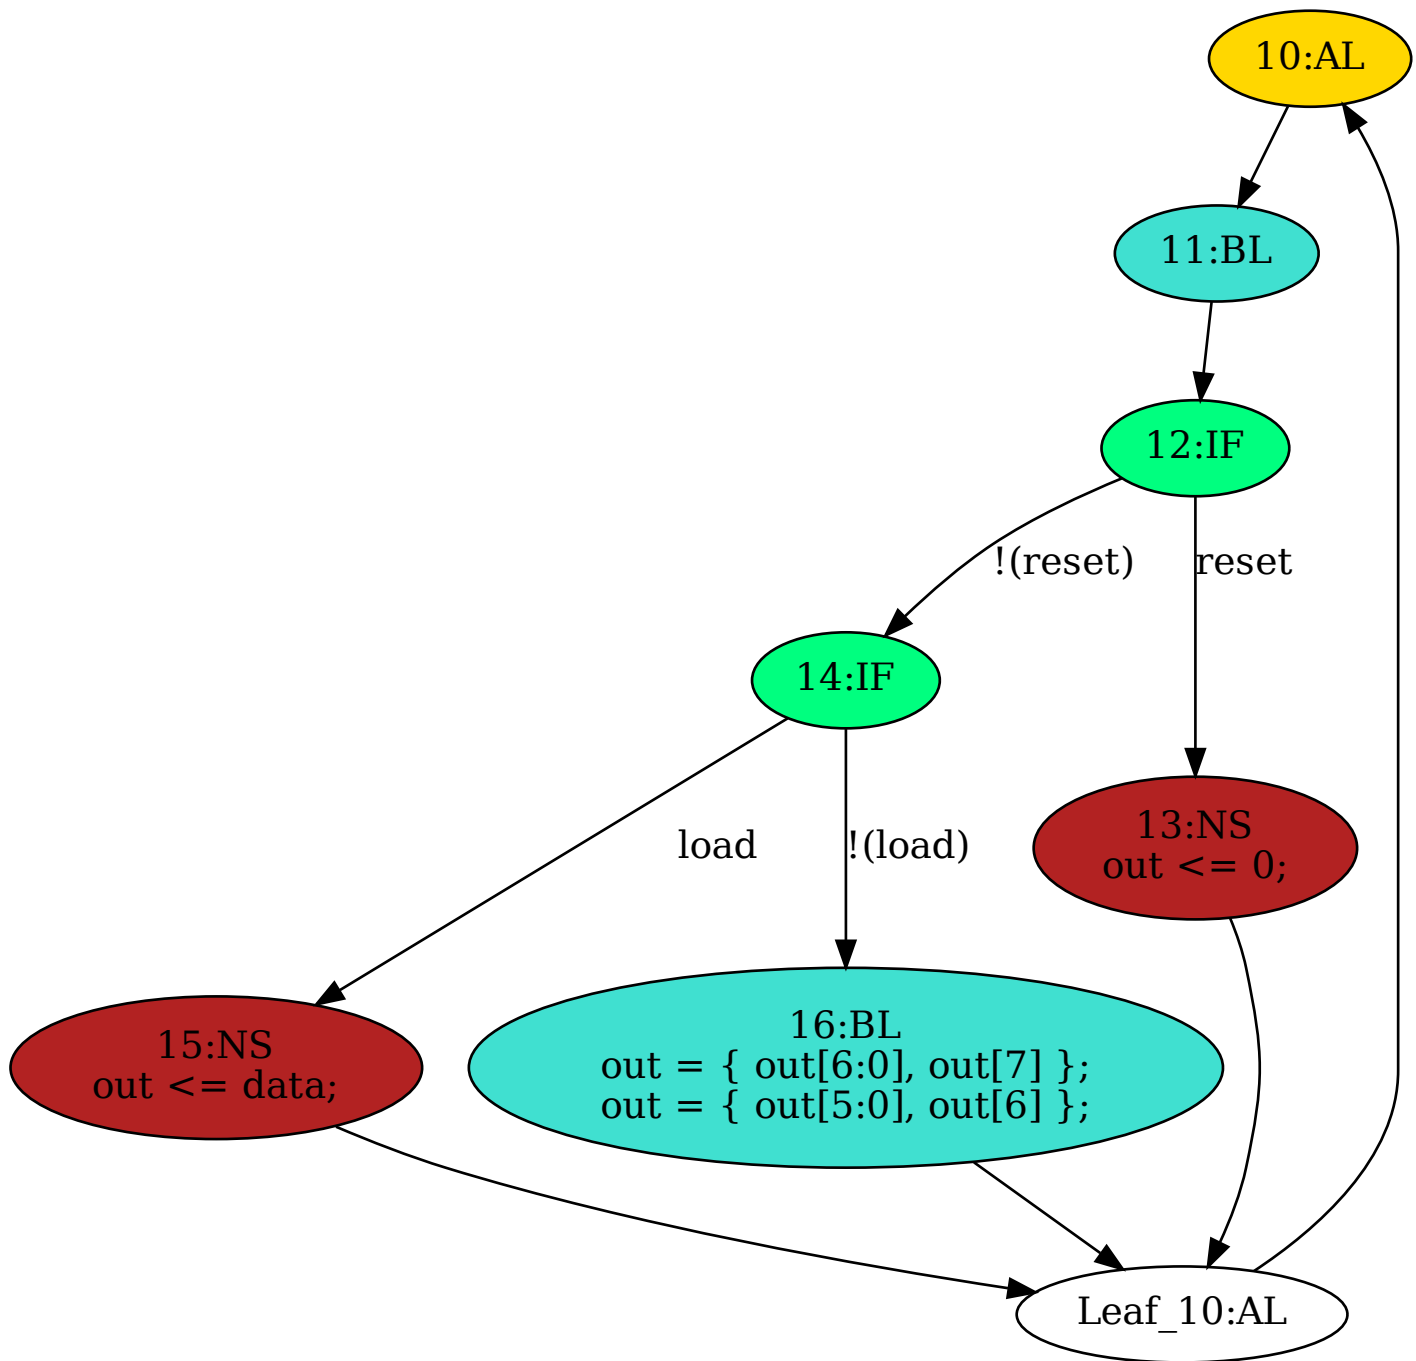 10:AL
11:BL
12:IF
!(reset)
reset
14:IF
load
!(load)
13:NS
out <= 0;
15:NS
out <= data;
16:BL
out = { out[6:0], out[7] };
out = { out[5:0], out[6] };
Leaf_10:AL